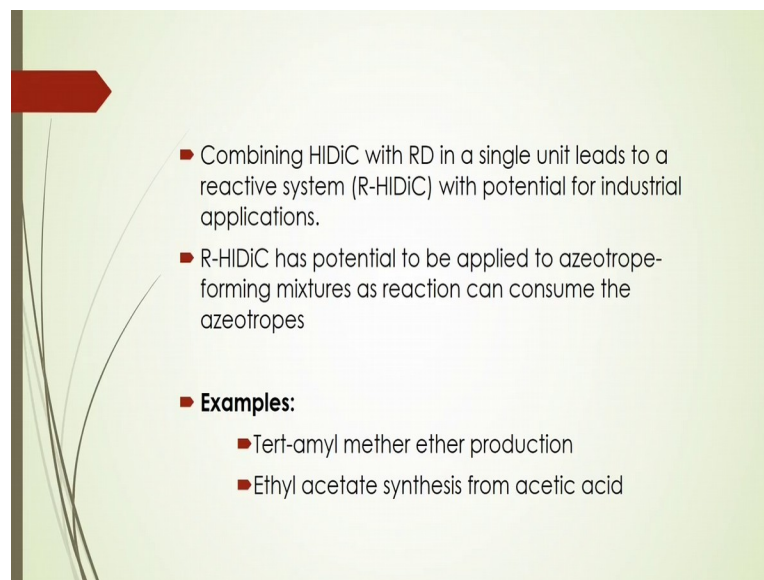 Combining HIDiC with RD in a single unit leads to a
reactive system (R-HIDiC) with potential for industrial
applications.
R-HIDiC has potential to be applied to azeotrope-
forming mixtures as reaction can consume the
azeotropes
Examples:
Tert-amyl mether ether production
Ethyl acetate synthesis from acetic acid